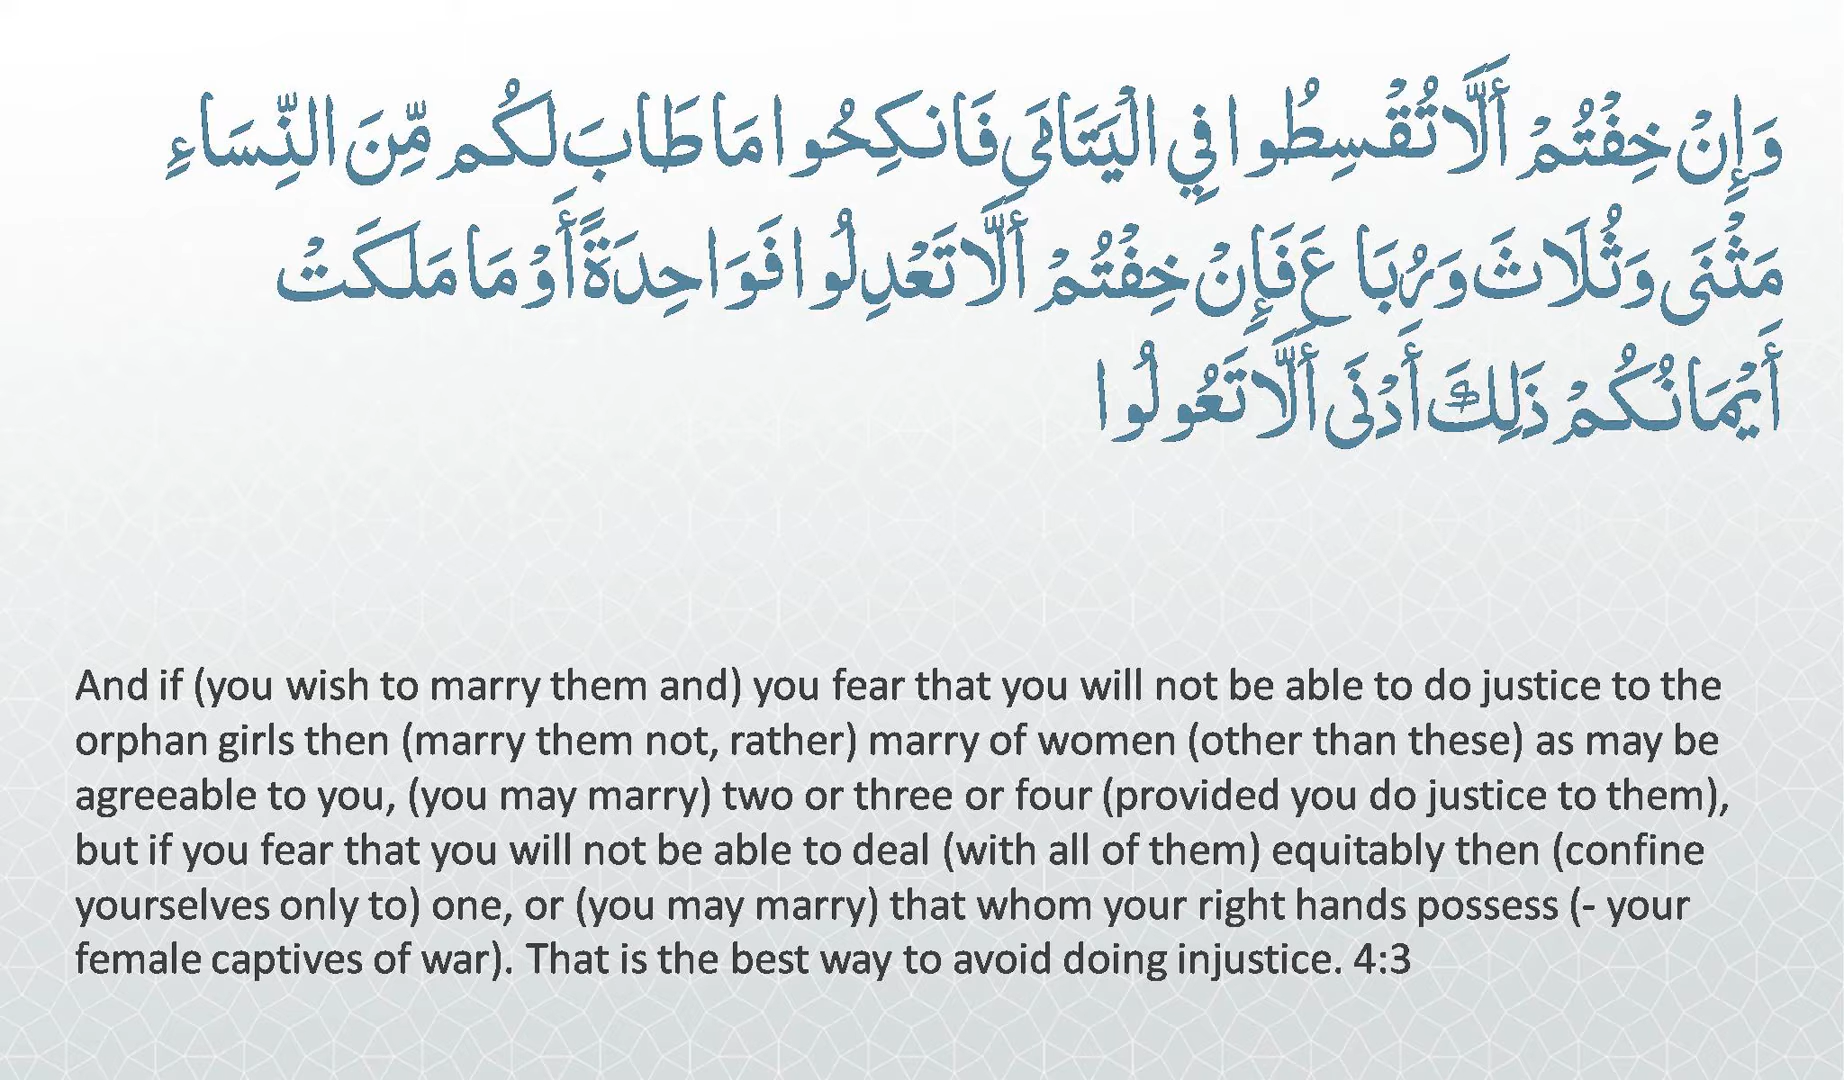 وَإِنْ خِفْتُمْ أَلَّا تُقْسِطُوا فِي الْيَتَامَى فَانكِحُوا مَا طَابَ لَكُم مِّنَ النِّسَاءِ
مَثْنَى وَثُلَاثَ وَرُبَاعَ فَإِنْ خِفْتُمْ أَلَّا تَعْدِلُوا فَوَاحِدَةً أَوْ مَا مَلَكَتْ
أَيْمَانُكُمْ ذَلِكَ أَدْنَى أَلَّا تَعُولُوا
And if (you wish to marry them and) you fear that you will not be able to do justice to the
orphan girls then (marry them not, rather) marry of women (other than these) as may be
agreeable to you, (you may marry) two or three or four (provided you do justice to them),
but if you fear that you will not be able to deal (with all of them) equitably then (confine
yourselves only to) one, or (you may marry) that whom your right hands possess (- your
female captives of war). That is the best way to avoid doing injustice. 4:3